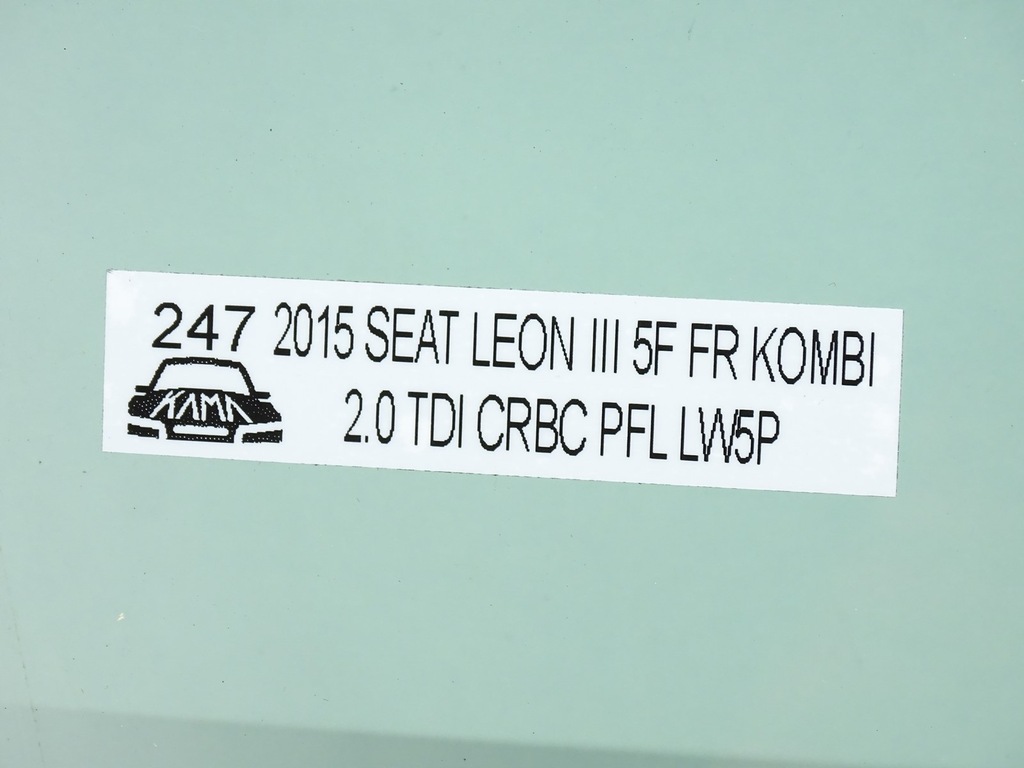 247 2015 SEAT LEON III 5F FR KOMBI
KAMA 2.0 TDI CRBC PFL LW5P